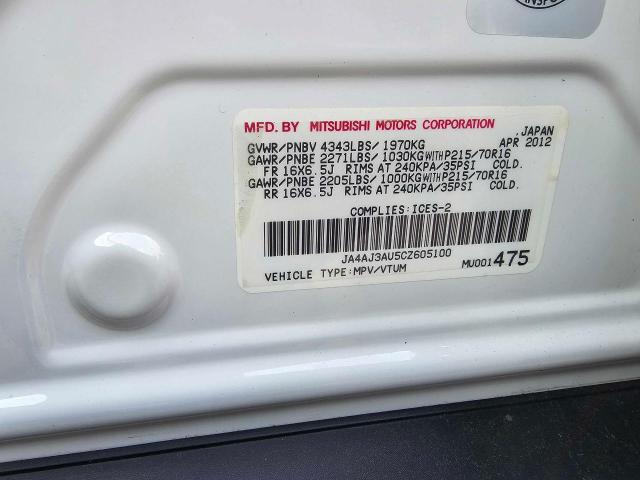 INSPO
MFD. BY MITSUBISHI MOTORS CORPORATION
JAPAN
GVWR/PNBV 4343LBS/ 1970KG APR 2012
GAWR/PNBE 2271LBS/ 1030KG WITH P215/70R16
FR 16X6.5J RIMS AT 240KPA/35PSI COLD.
GAWR/PNBE 2205LBS/ 1000KG WITH P215/70R16
RR 16X6.5J RIMS AT 240KPA/35PSI COLD.
COMPLIES:ICES-2
JA4AJ3AU5CZ605100
VEHICLE TYPE:MPV/VTUM MU001475